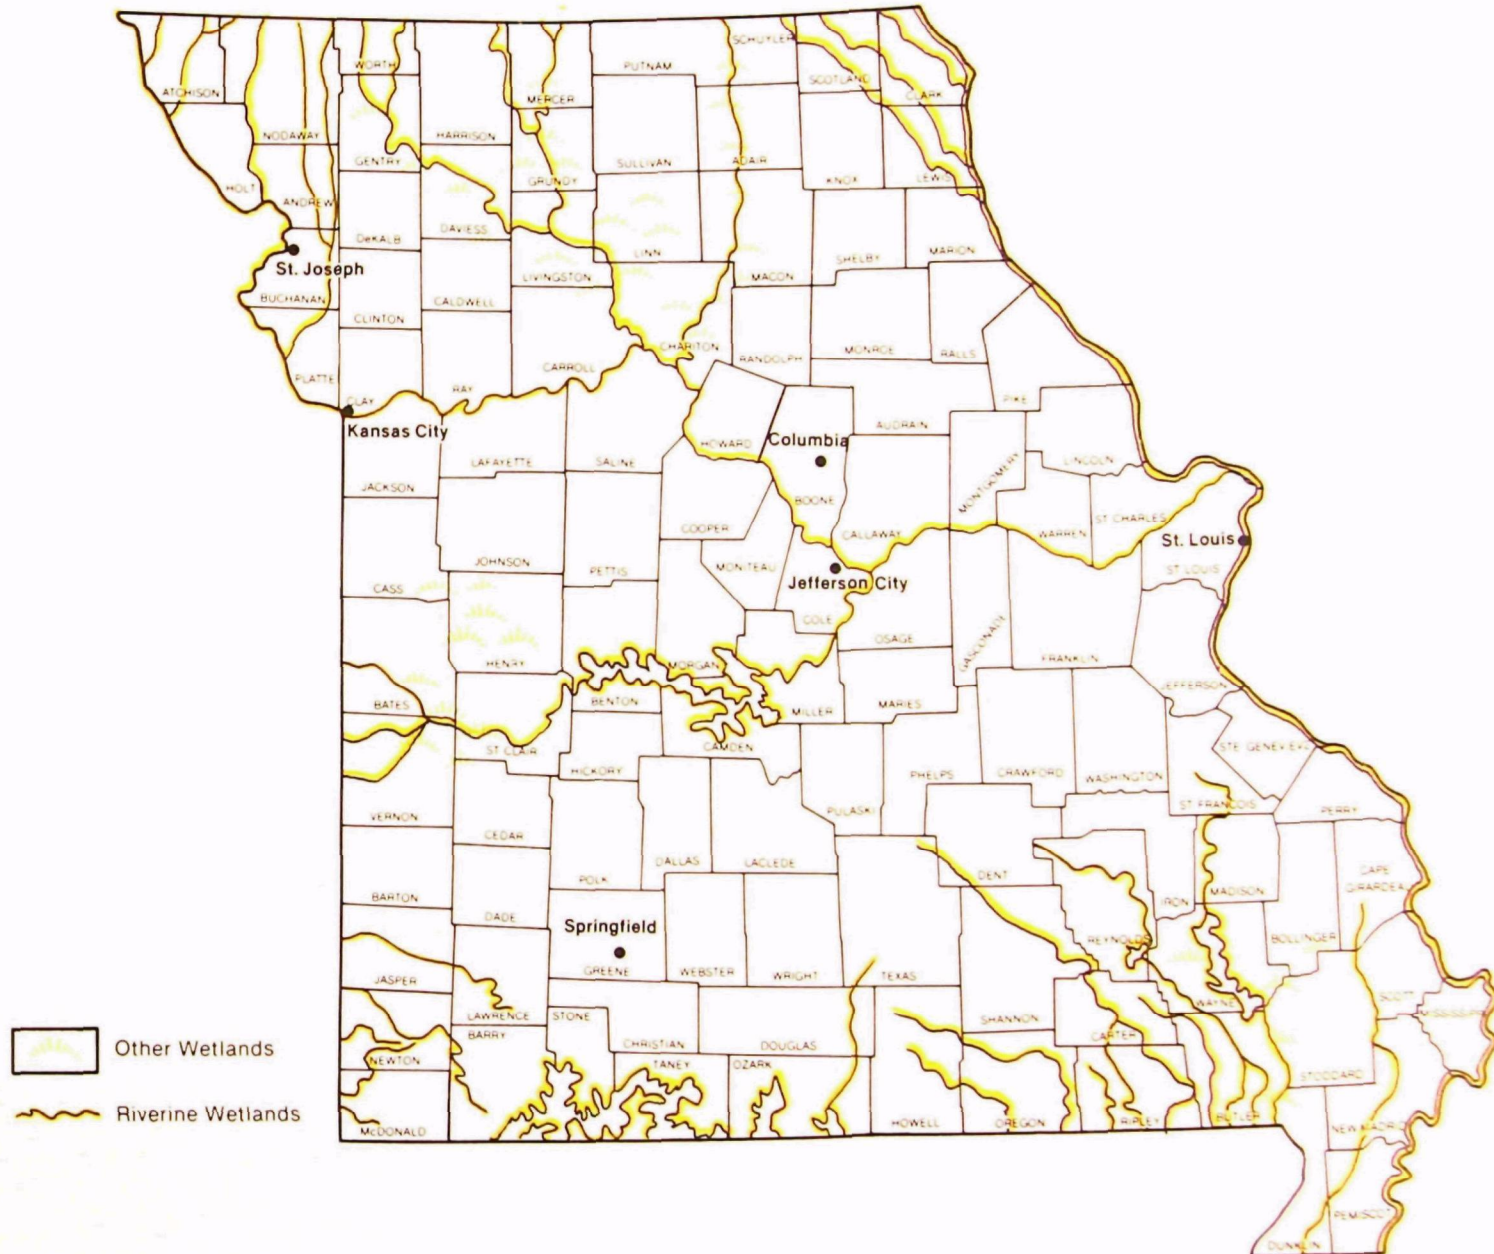 SCHUYLER
WORTH
PUTNAM
SCOTLAND
ATCHISON
MERCER
CLARK
NODAWAY
HARRISON
GENTRY
SULLIVAN
ADAIR
HOLT
GRUNDY
KNOX
LEWIS
ANDREW
DeKALB
DAVIESS
LINN
SHELBY
MARION
St. Joseph
LIVINGSTON
MACON
BUCHANAN
CALDWELL
CLINTON
CHARITON
RANDOLPH
MONROE
RALLS
PLATTE
RAY
CARROLL
CLAY
PIKE
Kansas City
HOWARD
Columbia
AUDRAIN
LAFAYETTE
SALINE
MONTGOMERY
LINCOLN
JACKSON
BOONE
COOPER
CALLAWAY
WARREN
ST CHARLES
St. Louis
JOHNSON
PETTIS
MONITEAU
Jefferson City
ST LOUIS
CASS
COLE
OSAGE
GASCONADE
HENRY
MORGAN
FRANKLIN
JEFFERSON
BATES
BENTON
MILLER
MARIES
ST CLAIR
CAMDEN
STE GENEVIEVE
HICKORY
PHELPS
CRAWFORD
WASHINGTON
VERNON
PULASKI
ST FRANCOIS
PERRY
CEDAR
DALLAS
LACLEDE
POLK
DENT
CAPE
GIRARDEAU
BARTON
IRON
MADISON
DADE
Springfield
REYNOLDS
BOLLINGER
JASPER
GREENE
WEBSTER
WRIGHT
TEXAS
WAYNE
SCOTT
LAWRENCE
STONE
SHANNON
MISSISSIPPI
BARRY
CHRISTIAN
DOUGLAS
CARTER
Other Wetlands
NEWTON
TANEY
OZARK
STODDARD
Riverine Wetlands
McDONALD
HOWELL
OREGON
RIPLEY
BUTLER
NEW MADRID
PEMISCOT
DUNKLIN